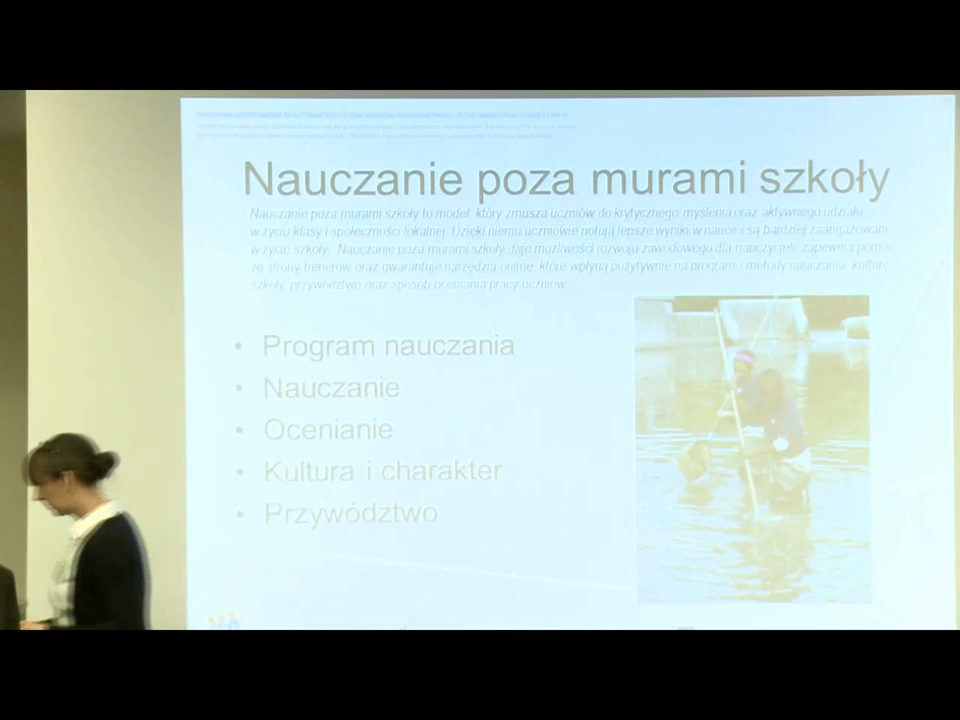 Nauczanie poza murami szkoły
Nauczanie poza murami szkoły to model, który zmusza uczniów do krytycznego myślenia oraz aktywnego udziału
w życiu klasy i społeczności lokalnej. Dzięki niemu uczniowie notują lepsze wyniki w nauce i są bardziej zaangażowani
w życie szkoły. Nauczanie poza murami szkoły daje możliwości rozwoju zawodowego dla nauczycieli, zapewnia pomoc
ze strony trenerów oraz gwarantuje narzędzia online, które wpłyną pozytywnie na program i metody nauczania, kulturę
szkoły, przywództwo oraz sposób oceniania pracy uczniów.
• Program nauczania
• Nauczanie
• Ocenianie
• Kultura i charakter
• Przywództwo